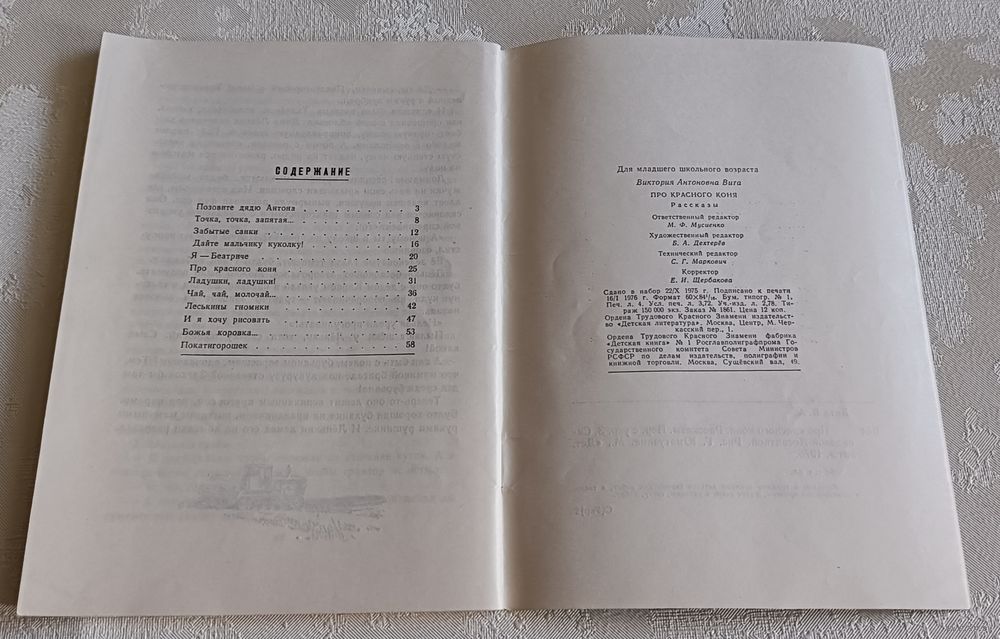 СОДЕРЖАНИЕ
Позовите дядю Антона . . . . . . . . . 3
Точка, точка, запятая... . . . . . . . . . 8
Забытые санки . . . . . . . . . . . 12
Дайте мальчику куколку! . . . . . . . . 16
Я — Беатриче . . . . . . . . . . . 20
Про красного коня . . . . . . . . . . 25
Ладушки, ладушки! . . . . . . . . . . 31
Чай, чай, молочай... . . . . . . . . . . 36
Леськины гномики . . . . . . . . . . 42
И я хочу рисовать . . . . . . . . . . 47
Божья коровка... . . . . . . . . . . . 53
Покатигорошек . . . . . . . . . . . 58
Для младшего школьного возраста
Виктория Антоновна Вита
ПРО КРАСНОГО КОНЯ
Рассказы
Ответственный редактор
М. Ф. Мусиенко
Художественный редактор
Б. А. Дехтерёв
Технический редактор
С. Г. Маркович
Корректор
Е. И. Щербакова
Сдано в набор 22/X 1975 г. Подписано к печати
16/I 1976 г. Формат 60×84¹/₁₆. Бум. типогр. № 1,
Печ. л. 4. Усл. печ. л. 3,72. Уч.-изд. л. 2,78. Ти-
раж 150 000 экз. Заказ № 1861. Цена 12 коп.
Ордена Трудового Красного Знамени издательст-
во «Детская литература», Москва, Центр, М. Чер-
касский пер., 1.
Ордена Трудового Красного Знамени фабрика
«Детская книга» № 1 Росглавполиграфпрома Го-
сударственного комитета Совета Министров
РСФСР по делам издательств, полиграфии и
книжной торговли. Москва, Сущёвский вал, 49.